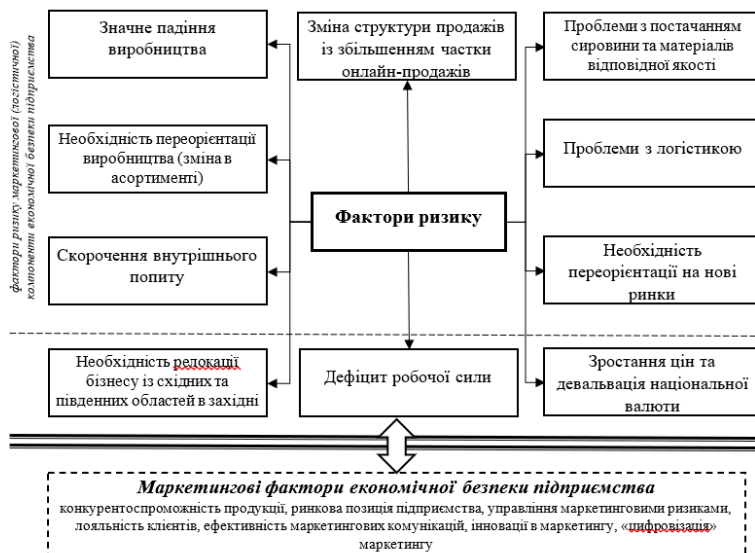 фактори ризику маркетингової (логістичної)
компоненти економічної безпеки підприємства
Значне падіння
виробництва
Зміна структури продажів
із збільшенням частки
онлайн-продажів
Проблеми з постачанням
сировини та матеріалів
відповідної якості
Необхідність переорієнтації
виробництва (зміна в
асортименті)
Проблеми з логістикою
Фактори ризику
Скорочення внутрішнього
попиту
Необхідність
переорієнтації на нові
ринки
Необхідність релокації
бізнесу із східних та
південних областей в західні
Дефіцит робочої сили
Зростання цін та
девальвація національної
валюти
Маркетингові фактори економічної безпеки підприємства
конкурентоспроможність продукції, ринкова позиція підприємства, управління маркетинговими ризиками,
лояльність клієнтів, ефективність маркетингових комунікацій, інновації в маркетингу, «цифровізація»
маркетингу